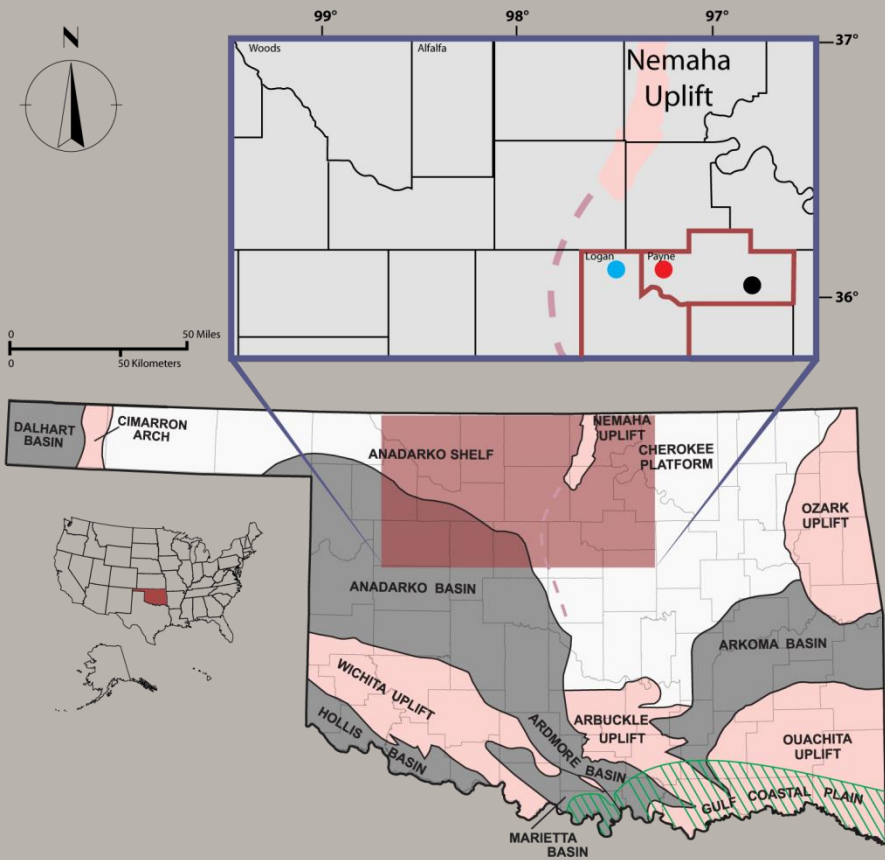 99°
98°
97°
N
Woods
Alfalfa
Nemaha
Uplift
37°
Logan
Payne
36°
0
50 Miles
0
50 Kilometers
DALHART
BASIN
CIMARRON
ARCH
ANADARKO SHELF
NEMAHA
UPLIFT
CHEROKEE
PLATFORM
OZARK
UPLIFT
ANADARKO BASIN
ARKOMA BASIN
WICHITA UPLIFT
HOLLIS
BASIN
ARDMORE BASIN
ARBUCKLE
UPLIFT
OUACHITA
UPLIFT
GULF COASTAL PLAIN
MARIETTA
BASIN